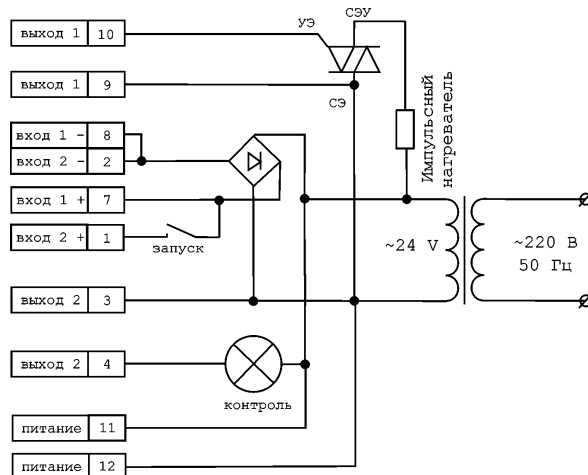 выход 1 10
выход 1 9
вход 1 - 8
вход 2 - 2
вход 1 + 7
вход 2 + 1
выход 2 3
выход 2 4
питание 11
питание 12
УЭ
СЭУ
СЭ
Импульсный
нагреватель
запуск
контроль
~24 V
~220 В
50 Гц